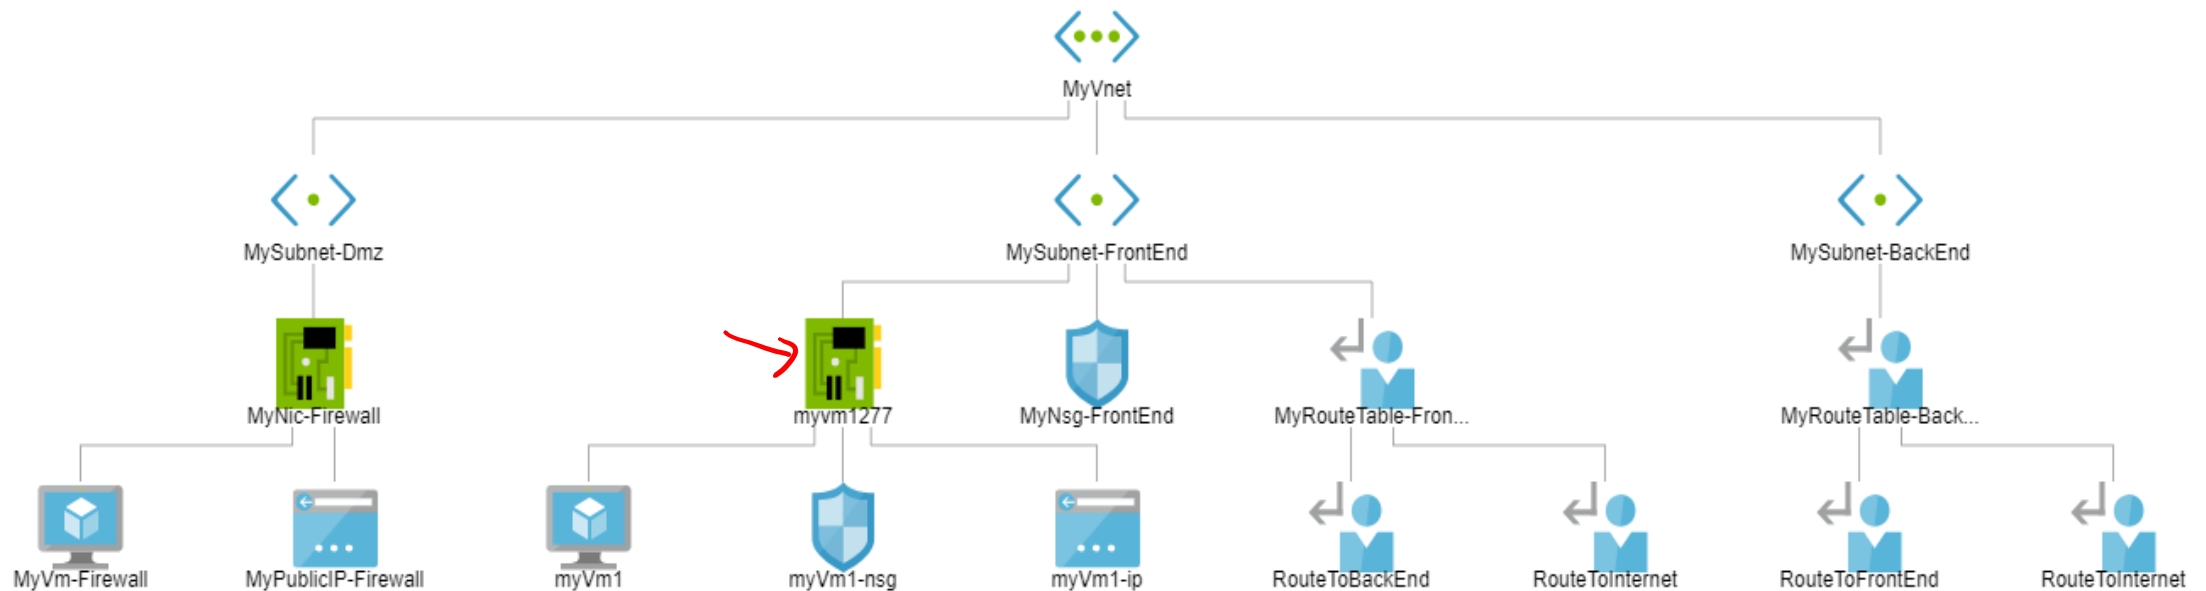 MyVnet
MySubnet-Dmz
MySubnet-FrontEnd
MySubnet-BackEnd
MyNic-Firewall
myvm1277
MyNsg-FrontEnd
MyRouteTable-Fron...
MyRouteTable-Back...
MyVm-Firewall
MyPublicIP-Firewall
myVm1
myVm1-nsg
myVm1-ip
RouteToBackEnd
RouteToInternet
RouteToFrontEnd
RouteToInternet